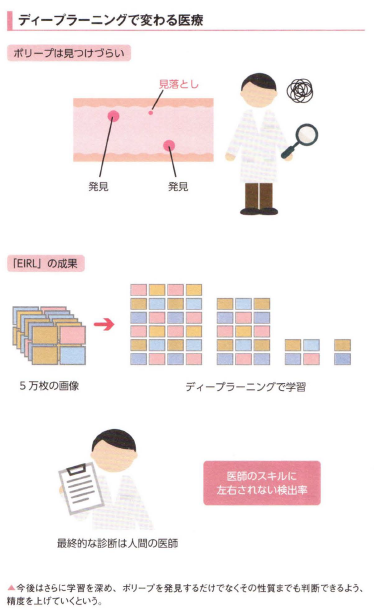 ディープラーニングで変わる医療
ポリープは見つけづらい
見落とし
発見
発見
「EIRL」の成果
5万枚の画像
ディープラーニングで学習
医師のスキルに
左右されない検出率
最終的な診断は人間の医師
▲今後はさらに学習を深め、ポリープを発見するだけでなくその性質までも判断できるよう、
精度を上げていくという。